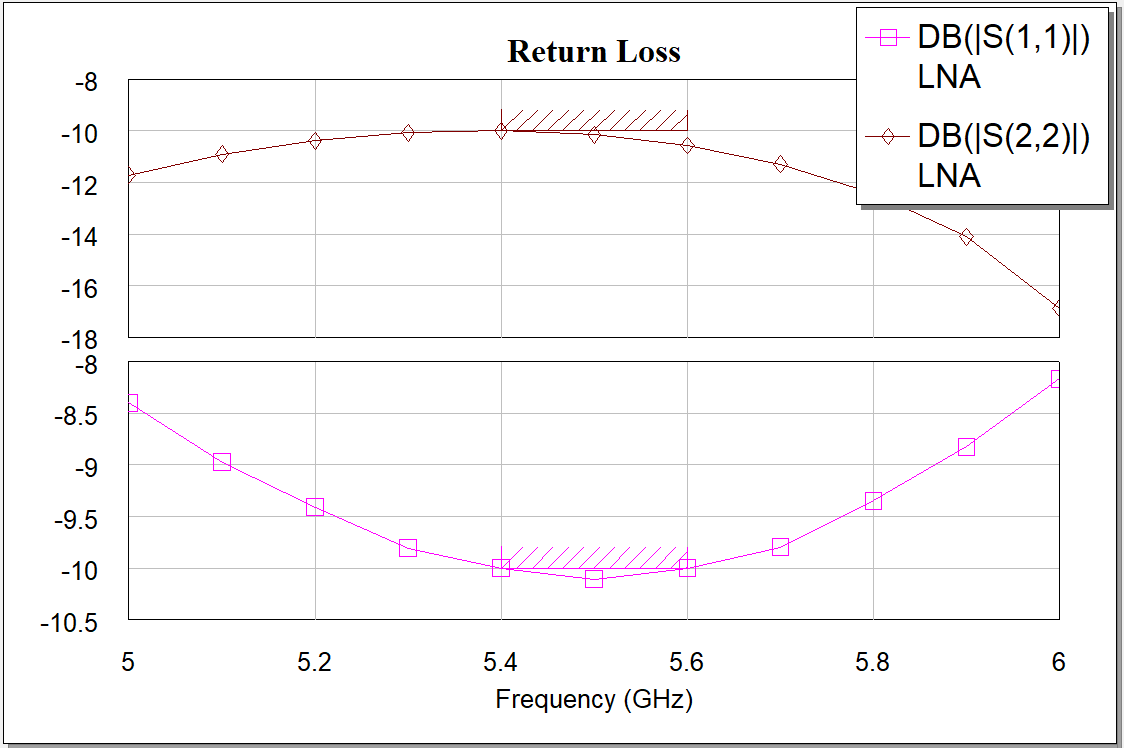 Return Loss
DB(|S(1,1)|)
LNA
DB(|S(2,2)|)
LNA
-8
-10
-12
-14
-16
-18
-8
-8.5
-9
-9.5
-10
-10.5
5 5.2 5.4 5.6 5.8 6
Frequency (GHz)